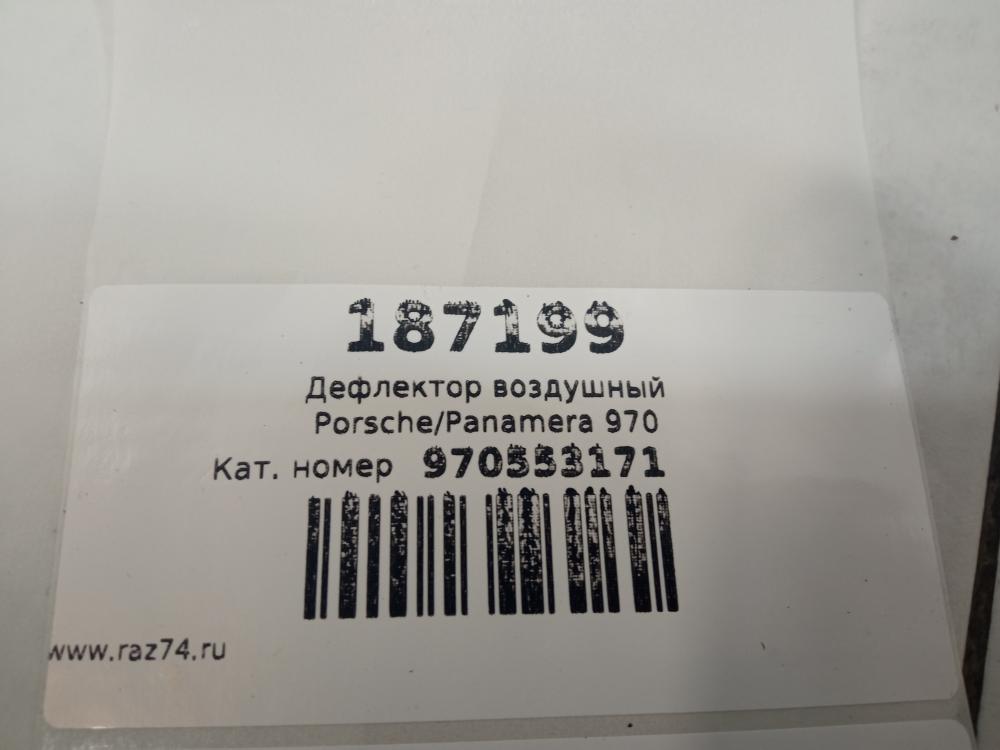 187199
Дефлектор воздушный
Porsche/Panamera 970
Кат. номер 970553171
www.raz74.ru